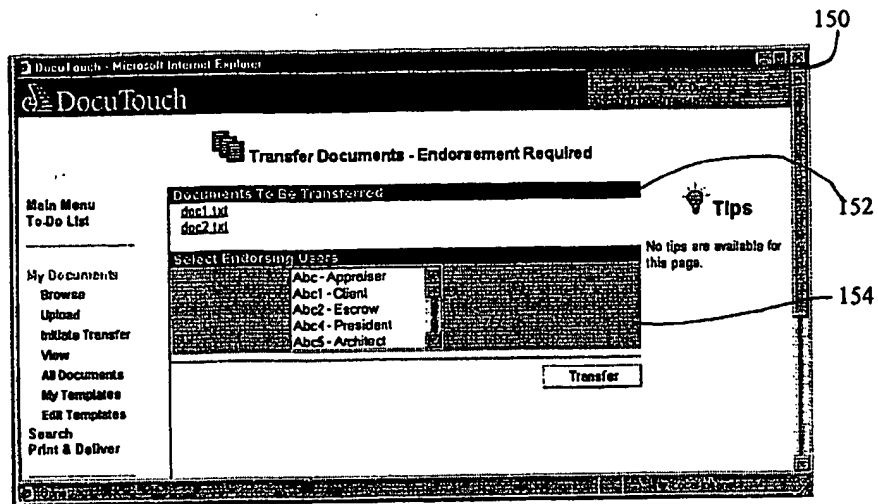 150
DocuTouch - Microsoft Internet Explorer
DocuTouch
Transfer Documents - Endorsement Required
Main Menu
To-Do List
My Documents
Browse
Upload
Initiate Transfer
View
All Documents
My Templates
Edit Templates
Search
Print & Deliver
Documents To Be Transferred
doc1.txt
doc2.txt
Select Endorsing Users
Abc - Appraiser
Abc1 - Client
Abc2 - Escrow
Abc4 - President
Abc5 - Architect
Transfer
Tips
No tips are available for
this page.
152
154